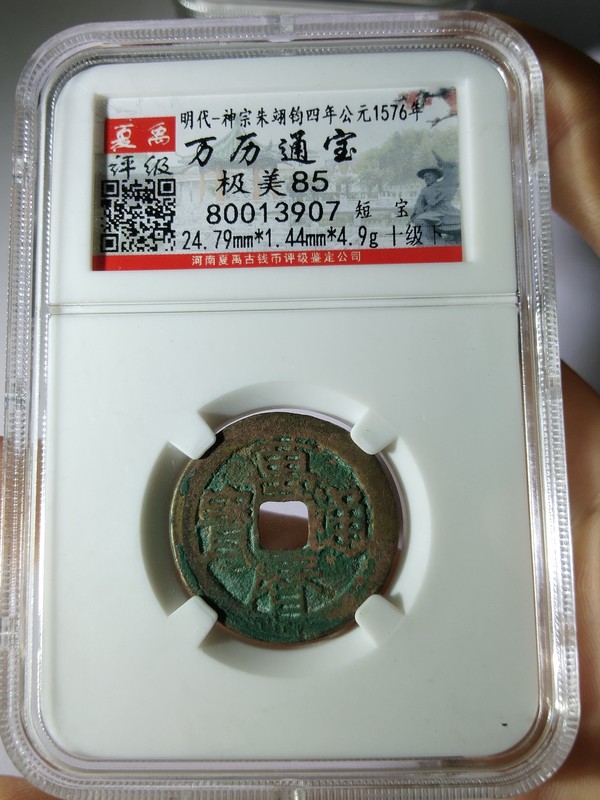 明代-神宗朱翊钧四年公元1576年
夏禹
评级
万历通宝
极美85
80013907 短宝
24.79mm*1.44mm*4.9g 十级下
河南夏禹古钱币评级鉴定公司
萬曆通寶